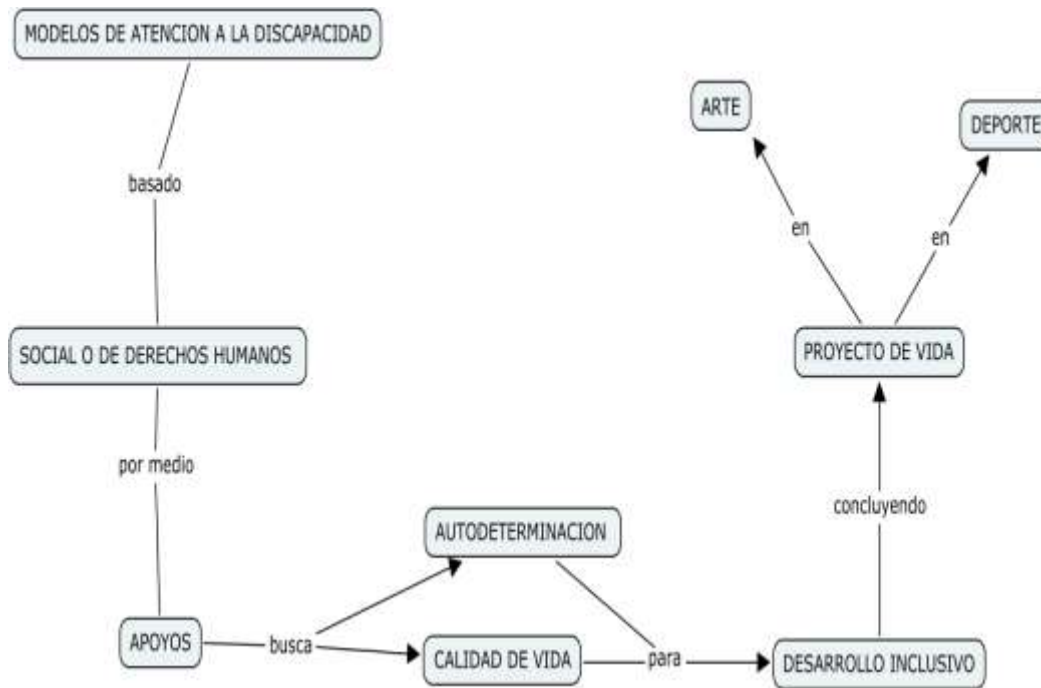 MODELOS DE ATENCION A LA DISCAPACIDAD
basado
SOCIAL O DE DERECHOS HUMANOS
por medio
APOYOS
busca
AUTODETERMINACION
CALIDAD DE VIDA
para
DESARROLLO INCLUSIVO
concluyendo
PROYECTO DE VIDA
en
en
ARTE
DEPORTE